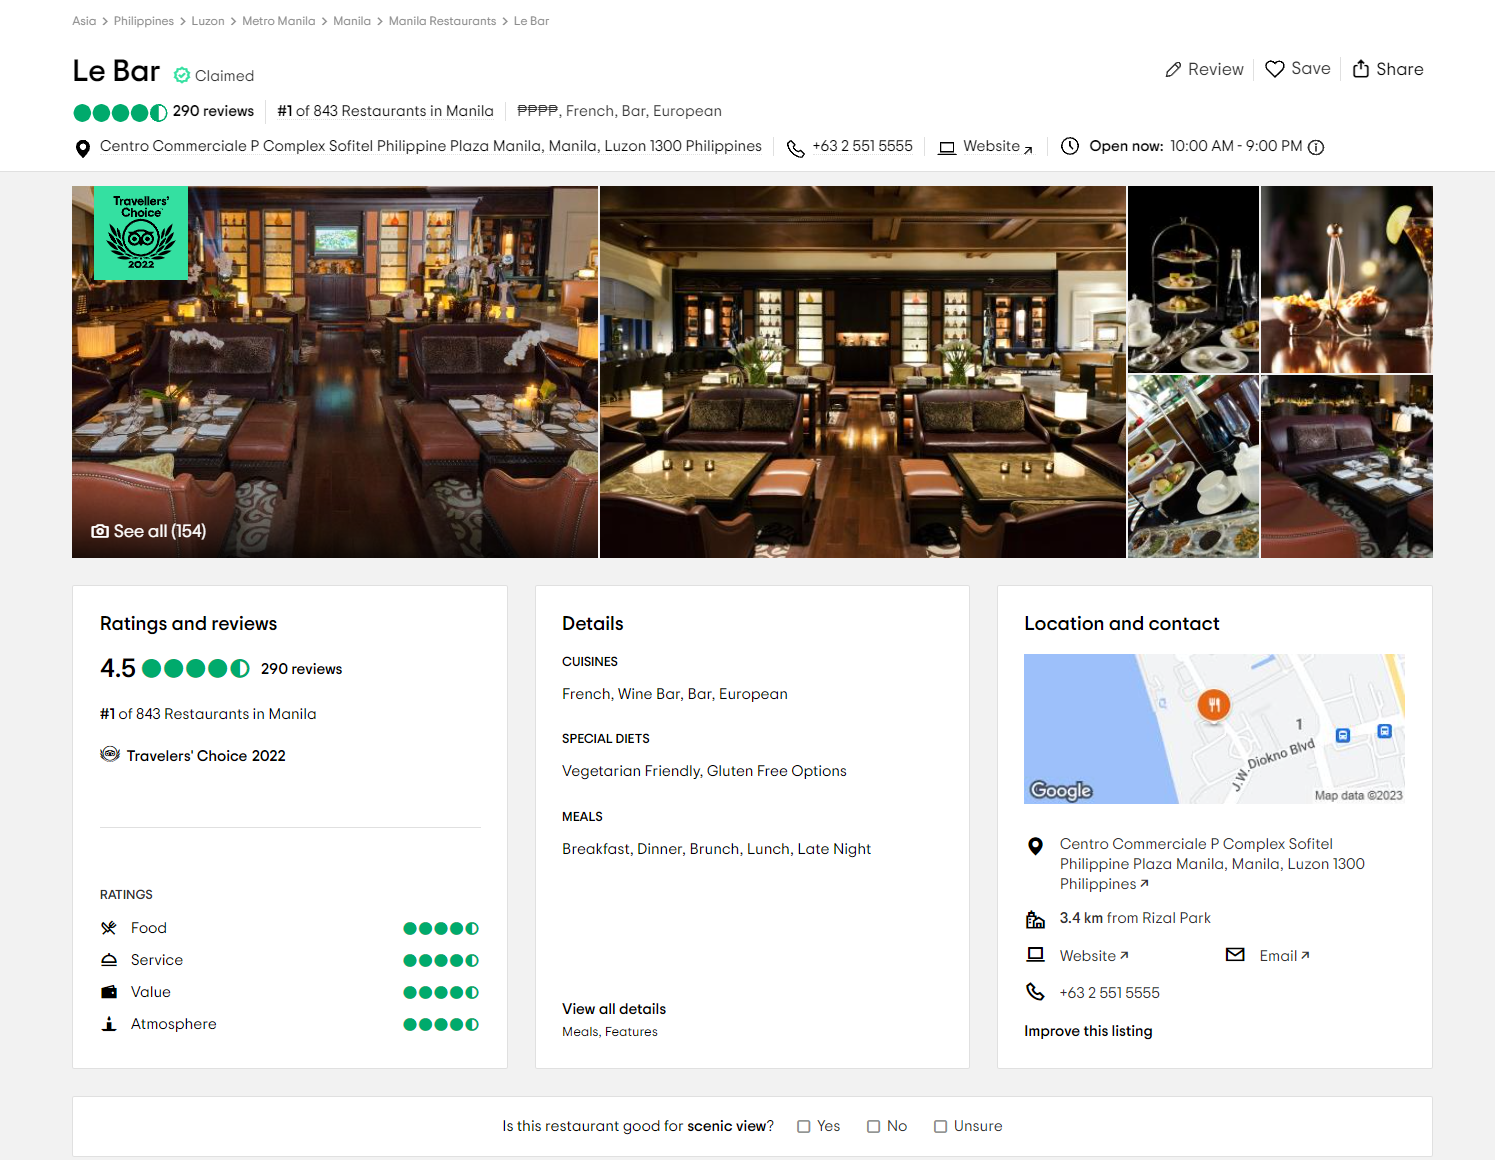 Asia > Philippines > Luzon > Metro Manila > Manila > Manila Restaurants > Le Bar
Le Bar
Claimed
Review
Save
Share
290 reviews
#1 of 843 Restaurants in Manila
₱₱₱₱, French, Bar, European
Centro Commerciale P Complex Sofitel Philippine Plaza Manila, Manila, Luzon 1300 Philippines
+63 2 551 5555
Website
Open now: 10:00 AM - 9:00 PM
Travellers'
Choice
2022
See all (154)
Ratings and reviews
4.5
290 reviews
#1 of 843 Restaurants in Manila
Travelers' Choice 2022
RATINGS
Food
Service
Value
Atmosphere
Details
CUISINES
French, Wine Bar, Bar, European
SPECIAL DIETS
Vegetarian Friendly, Gluten Free Options
MEALS
Breakfast, Dinner, Brunch, Lunch, Late Night
View all details
Meals, Features
Location and contact
1
J.W. Diokno Blvd
Google
Map data ©2023
Centro Commerciale P Complex Sofitel
Philippine Plaza Manila, Manila, Luzon 1300
Philippines
3.4 km from Rizal Park
Website
Email
+63 2 551 5555
Improve this listing
Is this restaurant good for scenic view?
Yes
No
Unsure